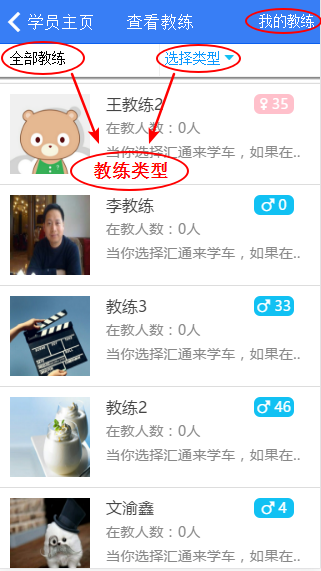 学员主页 查看教练 我的教练
全部教练 选择类型
王教练2 ♀ 35
在教人数：0人
当你选择汇通来学车，如果在..
教练类型
李教练 ♂ 0
在教人数：0人
当你选择汇通来学车，如果在..
教练3 ♂ 33
在教人数：0人
当你选择汇通来学车，如果在..
教练2 ♂ 46
在教人数：0人
当你选择汇通来学车，如果在..
文渝鑫 ♂ 4
在教人数：0人
当你选择汇通来学车，如果在..